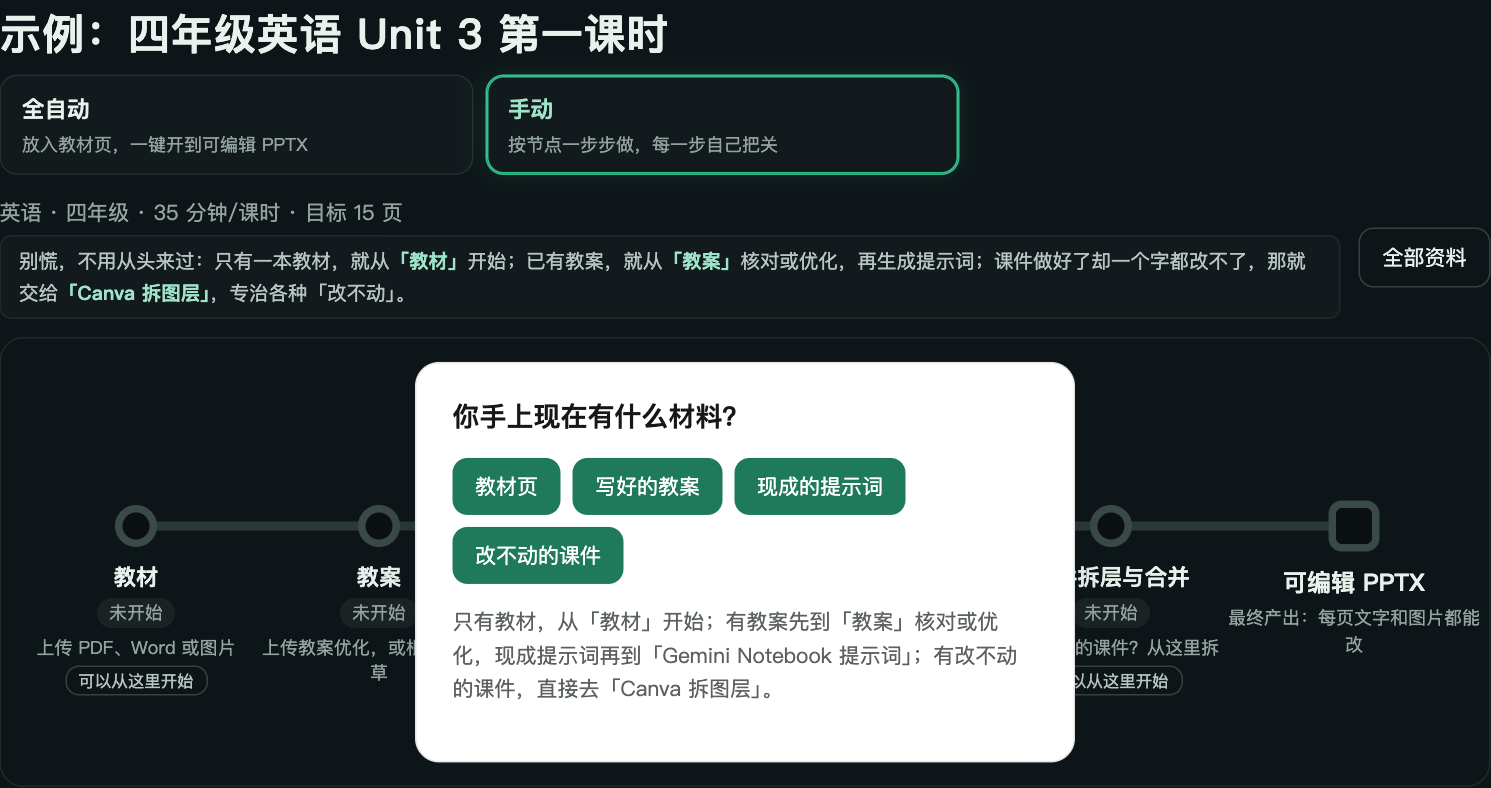 示例：四年级英语 Unit 3 第一课时
全自动
放入教材页，一键开到可编辑 PPTX
手动
按节点一步步做，每一步自己把关
英语 · 四年级 · 35 分钟/课时 · 目标 15 页
别慌，不用从头来过：只有一本教材，就从「教材」开始；已有教案，就从「教案」核对或优化，再生成提示词；课件做好了却一个字都改不了，那就
交给「Canva 拆图层」，专治各种「改不动」。
全部资料
你手上现在有什么材料？
教材页
写好的教案
现成的提示词
改不动的课件
只有教材，从「教材」开始；有教案先到「教案」核对或优
化，现成提示词再到「Gemini Notebook 提示词」；有改不动
的课件，直接去「Canva 拆图层」。
教材
未开始
上传 PDF、Word 或图片
可以从这里开始
教案
未开始
上传教案优化，或
草
拆层与合并
未开始
的课件？从这里拆
以从这里开始
可编辑 PPTX
最终产出：每页文字和图片都能
改